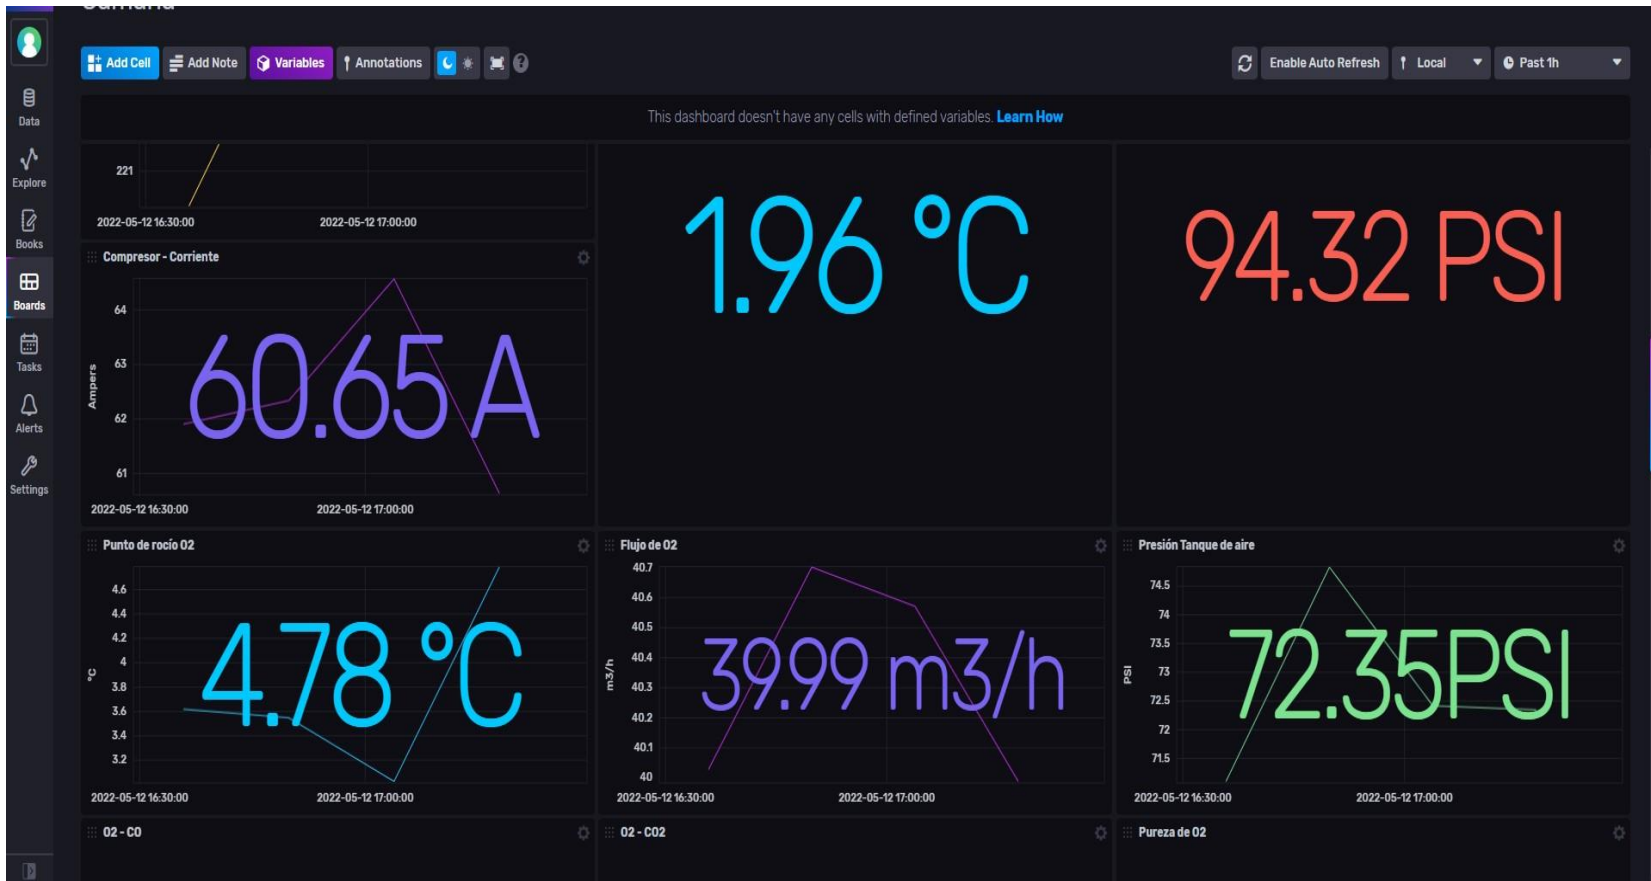 Add Cell
Add Note
Variables
Annotations
Enable Auto Refresh
Local
Past 1h
Data
Explore
Books
Boards
Tasks
Alerts
Settings
This dashboard doesn't have any cells with defined variables. Learn How
221
2022-05-12 16:30:00
2022-05-12 17:00:00
1.96 °C
94.32 PSI
Compresor - Corriente
64
63
62
61
Ampers
60.65 A
2022-05-12 16:30:00
2022-05-12 17:00:00
Punto de rocío O2
4.6
4.4
4.2
4
3.8
3.6
3.4
3.2
°C
4.78 °C
2022-05-12 16:30:00
2022-05-12 17:00:00
Flujo de O2
40.7
40.6
40.5
40.4
40.3
40.2
40.1
40
m3/h
39.99 m3/h
2022-05-12 16:30:00
2022-05-12 17:00:00
Presión Tanque de aire
74.5
74
73.5
73
72.5
72
71.5
PSI
72.35PSI
2022-05-12 16:30:00
2022-05-12 17:00:00
O2 - CO
O2 - CO2
Pureza de O2